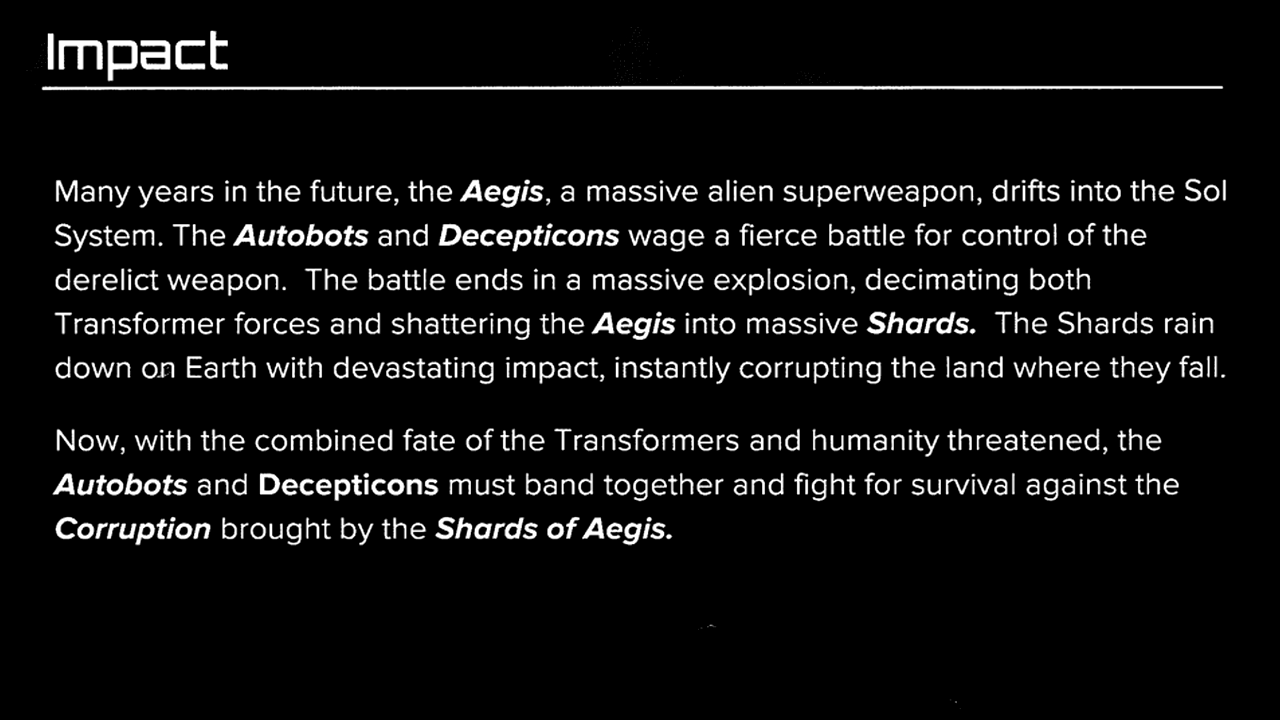 Impact
Many years in the future, the Aegis, a massive alien superweapon, drifts into the Sol
System. The Autobots and Decepticons wage a fierce battle for control of the
derelict weapon.  The battle ends in a massive explosion, decimating both
Transformer forces and shattering the Aegis into massive Shards.  The Shards rain
down on Earth with devastating impact, instantly corrupting the land where they fall.
Now, with the combined fate of the Transformers and humanity threatened, the
Autobots and Decepticons must band together and fight for survival against the
Corruption brought by the Shards of Aegis.